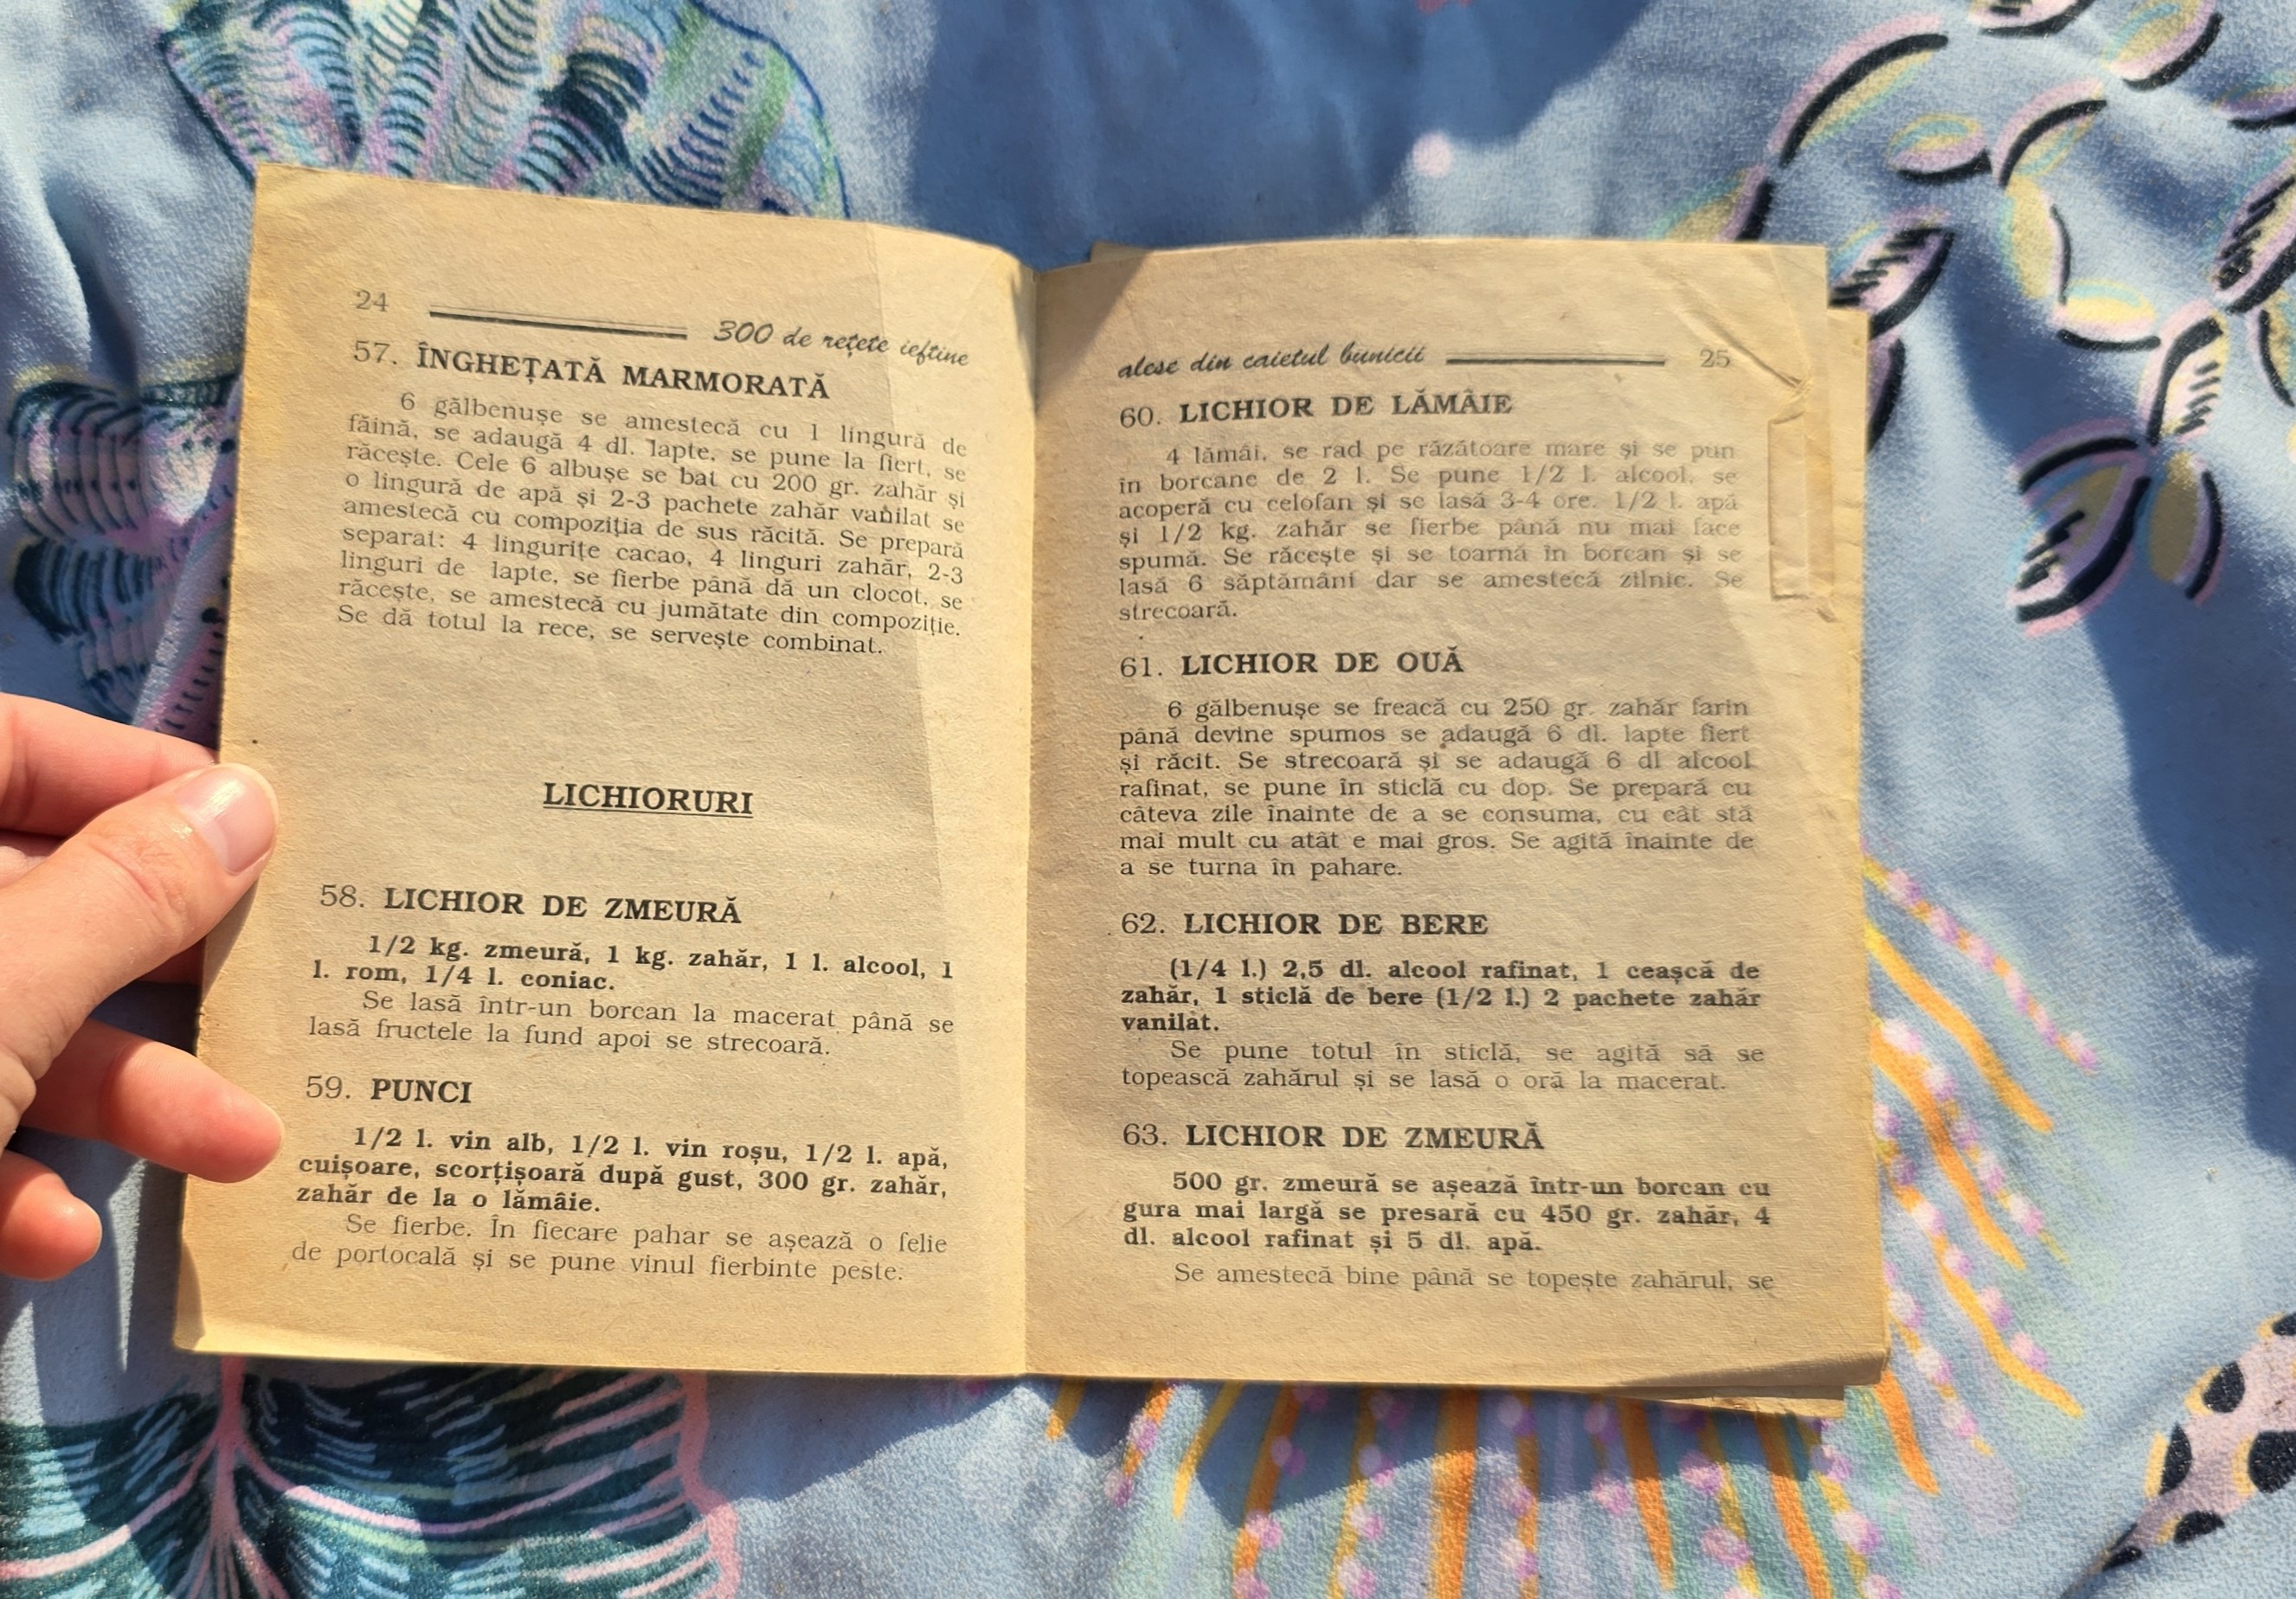 24
300 de rețete ieftine
57. ÎNGHEȚATĂ MARMORATĂ
6 gălbenușe se amestecă cu 1 lingură de
făină, se adaugă 4 dl. lapte, se pune la fiert, se
răcește. Cele 6 albușe se bat cu 200 gr. zahăr și
o lingură de apă și 2-3 pachete zahăr vanilat se
amestecă cu compoziția de sus răcită. Se prepară
separat: 4 lingurițe cacao, 4 linguri zahăr, 2-3
linguri de lapte, se fierbe până dă un clocot, se
răcește, se amestecă cu jumătate din compoziție.
Se dă totul la rece, se servește combinat.
LICHIORURI
58. LICHIOR DE ZMEURĂ
1/2 kg. zmeură, 1 kg. zahăr, 1 l. alcool, 1
l. rom, 1/4 l. coniac.
Se lasă într-un borcan la macerat până se
lasă fructele la fund apoi se strecoară.
59. PUNCI
1/2 l. vin alb, 1/2 l. vin roșu, 1/2 l. apă,
cuișoare, scorțișoară după gust, 300 gr. zahăr,
zahăr de la o lămâie.
Se fierbe. În fiecare pahar se așează o felie
de portocală și se pune vinul fierbinte peste.
alese din caietul bunicii
25
60. LICHIOR DE LĂMÂIE
4 lămâi, se rad pe răzătoare mare și se pun
în borcane de 2 l. Se pune 1/2 l. alcool, se
acoperă cu celofan și se lasă 3-4 ore. 1/2 l. apă
și 1/2 kg. zahăr se fierbe până nu mai face
spumă. Se răcește și se toarnă în borcan și se
lasă 6 săptămâni dar se amestecă zilnic. Se
strecoară.
61. LICHIOR DE OUĂ
6 gălbenușe se freacă cu 250 gr. zahăr farin
până devine spumos se adaugă 6 dl. lapte fiert
și răcit. Se strecoară și se adaugă 6 dl alcool
rafinat, se pune în sticlă cu dop. Se prepară cu
câteva zile înainte de a se consuma, cu cât stă
mai mult cu atât e mai gros. Se agită înainte de
a se turna în pahare.
62. LICHIOR DE BERE
(1/4 l.) 2,5 dl. alcool rafinat, 1 ceașcă de
zahăr, 1 sticlă de bere (1/2 l.) 2 pachete zahăr
vanilat.
Se pune totul în sticlă, se agită să se
topească zahărul și se lasă o oră la macerat.
63. LICHIOR DE ZMEURĂ
500 gr. zmeură se așează într-un borcan cu
gura mai largă se presară cu 450 gr. zahăr, 4
dl. alcool rafinat și 5 dl. apă.
Se amestecă bine până se topește zahărul, se